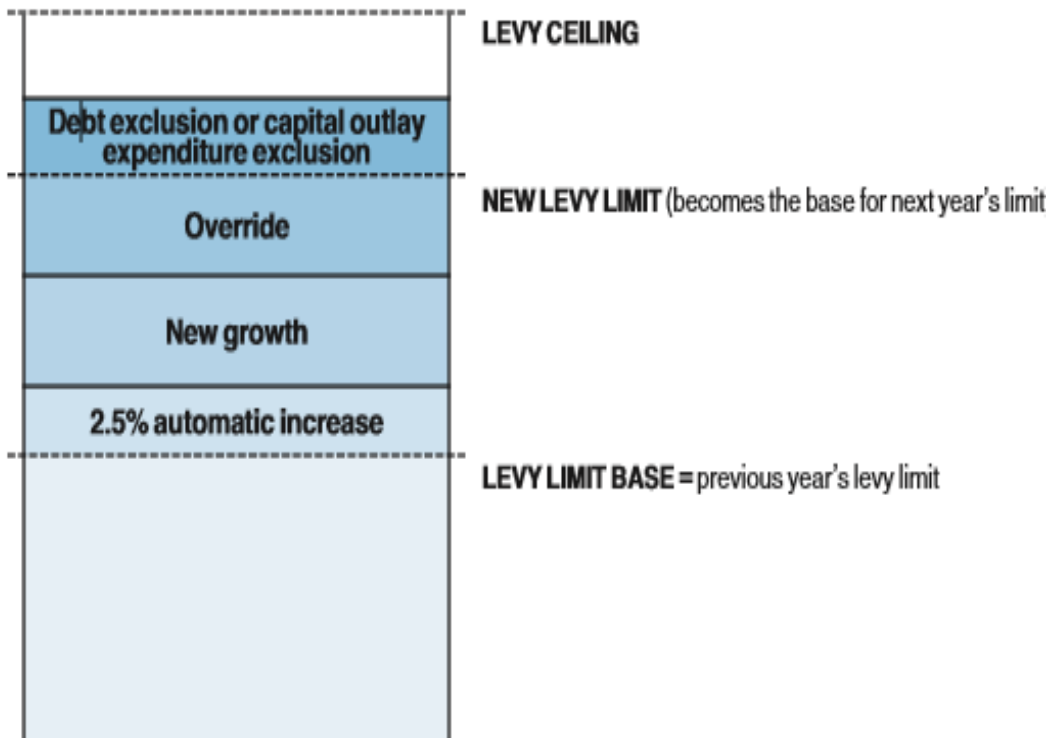 LEVY CEILING
Debt exclusion or capital outlay
expenditure exclusion
NEW LEVY LIMIT (becomes the base for next year's limit
Override
New growth
2.5% automatic increase
LEVY LIMIT BASE = previous year's levy limit